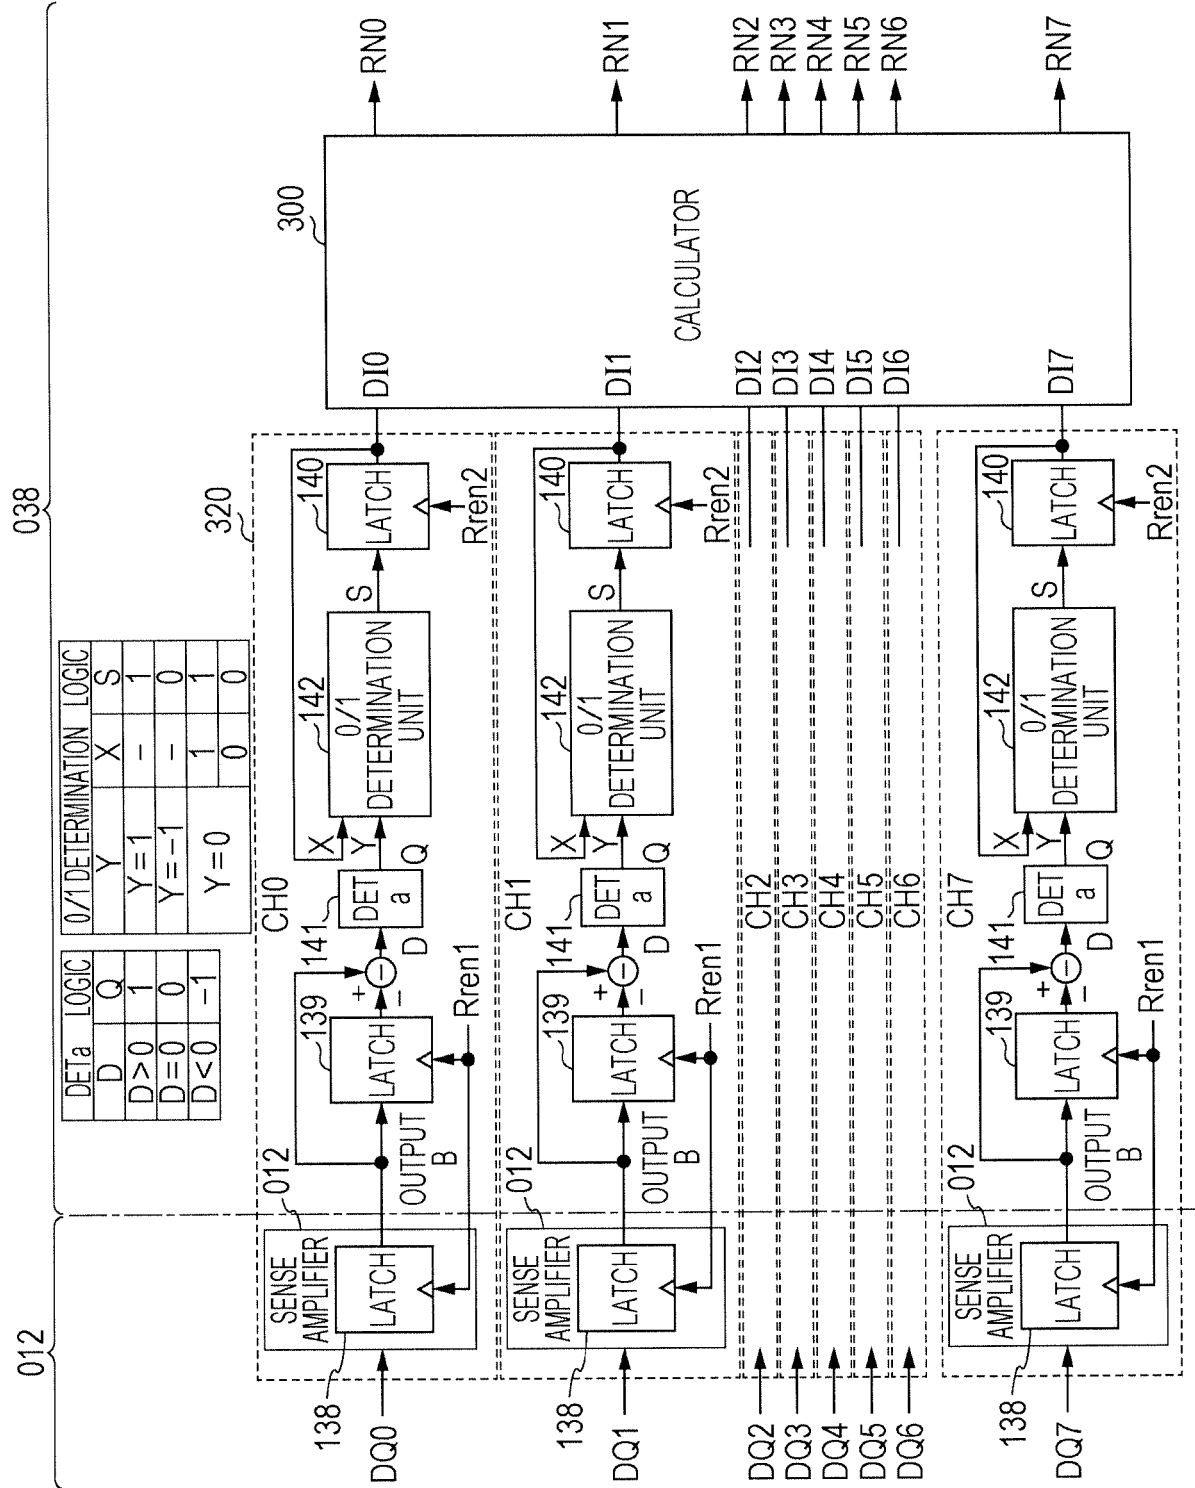 012
038
DETa LOGIC
D Q
D>0 1
D=0 0
D<0 -1
0/1 DETERMINATION LOGIC
Y X S
Y=1 - 1
Y=-1 - 0
Y=0 1 1
0 0
320
300
CH0
012
SENSE
AMPLIFIER
138
LATCH
DQ0
OUTPUT
B
139
LATCH
Rren1
+
-
-
141
D
DET
a
Q
X
Y
142
0/1
DETERMINATION
UNIT
S
140
LATCH
Rren2
DI0
RN0
CH1
012
SENSE
AMPLIFIER
138
LATCH
DQ1
OUTPUT
B
139
LATCH
Rren1
+
-
-
141
D
DET
a
Q
X
Y
142
0/1
DETERMINATION
UNIT
S
140
LATCH
Rren2
DI1
RN1
CALCULATOR
DQ2 CH2 DI2 RN2
DQ3 CH3 DI3 RN3
DQ4 CH4 DI4 RN4
DQ5 CH5 DI5 RN5
DQ6 CH6 DI6 RN6
CH7
012
SENSE
AMPLIFIER
138
LATCH
DQ7
OUTPUT
B
139
LATCH
Rren1
+
-
-
141
D
DET
a
Q
X
Y
142
0/1
DETERMINATION
UNIT
S
140
LATCH
Rren2
DI7
RN7